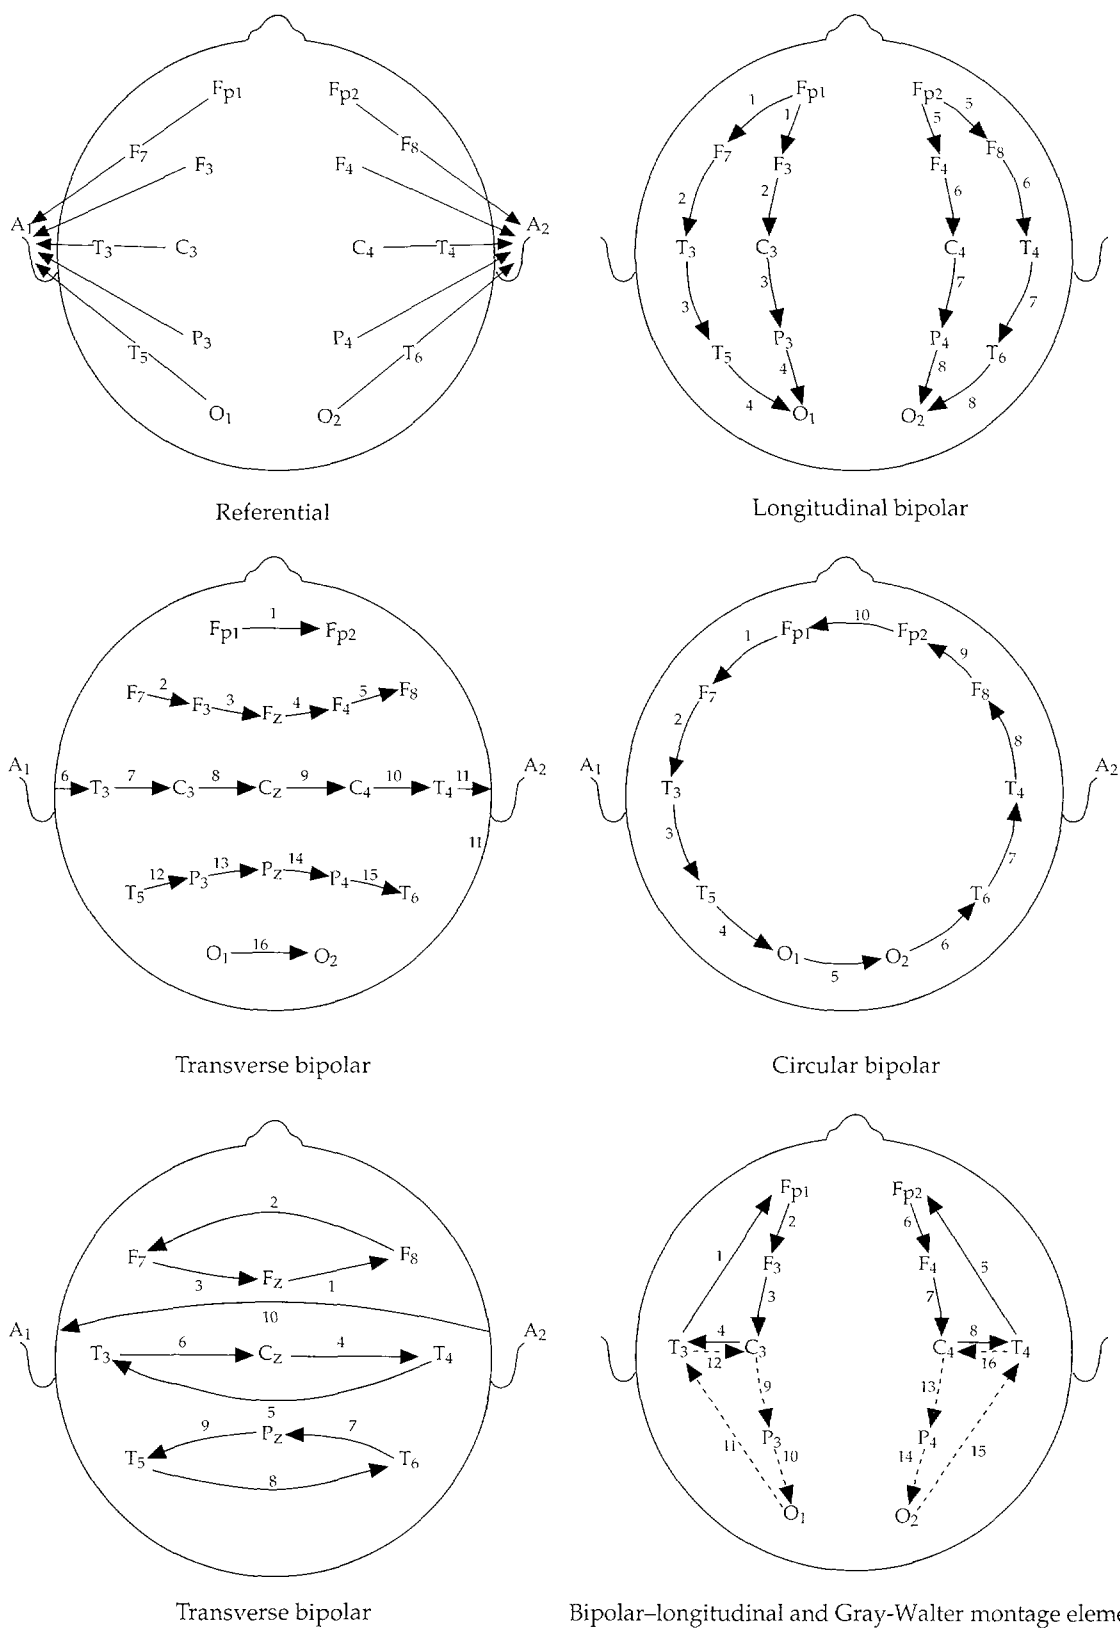 Fp1 Fp2
F7 F8
F3 F4
A1 A2
T3 C3 C4 T4
P3 P4
T5 T6
O1 O2
Referential
Fp1 Fp2
1 1 5 5
F7 F3 F4 F8
2 2 6 6
T3 C3 C4 T4
3 3 7 7
T5 P3 P4 T6
4 4 8 8
O1 O2
Longitudinal bipolar
1
Fp1 Fp2
F7 2 F3 3 FZ 4 F4 5 F8
A1 A2
6 T3 7 C3 8 CZ 9 C4 10 T4 11
11
T5 12 P3 13 PZ 14 P4 15 T6
O1 16 O2
Transverse bipolar
10
Fp1 Fp2
1 9
F7 F8
2 8
A1 A2
T3 T4
3 7
T5 T6
4 6
O1 O2
5
Circular bipolar
2
F7 F8
3 FZ 1
10
A1 A2
T3 6 CZ 4 T4
5
9 PZ 7
T5 T6
8
Transverse bipolar
Fp1 Fp2
2 6
1 F3 F4 5
3 7
4 8
T3 C3 C4 T4
12 16
9 13
P3 P4
11 10 14 15
O1 O2
Bipolar–longitudinal and Gray-Walter montage eleme